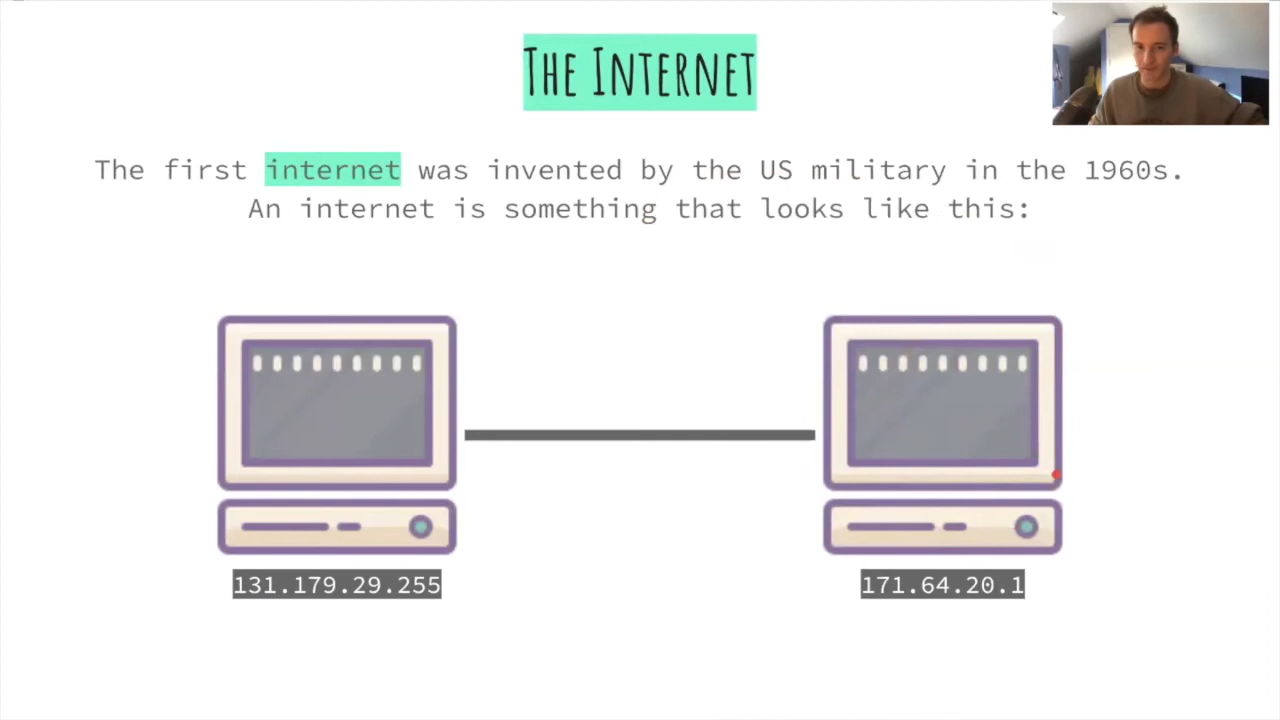 The Internet
The first internet was invented by the US military in the 1960s.
An internet is something that looks like this:
131.179.29.255
171.64.20.1